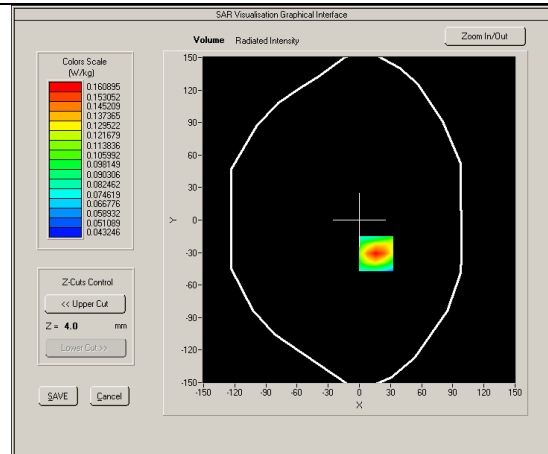 SAR Visualisation Graphical Interface
Volume Radiated Intensity
Zoom In/Out
Colors Scale
(W/kg)
0.160895
0.153052
0.145209
0.137365
0.129522
0.121679
0.113836
0.105992
0.098149
0.090306
0.082462
0.074619
0.066776
0.058932
0.051089
0.043246
Z-Cuts Control
<< Upper Cut
Z = 4.0 mm
Lower Cut >>
SAVE Cancel
150
120
90
60
30
0
-30
-60
-90
-120
-150
Y
-150 -120 -90 -60 -30 0 30 60 90 120 150
X